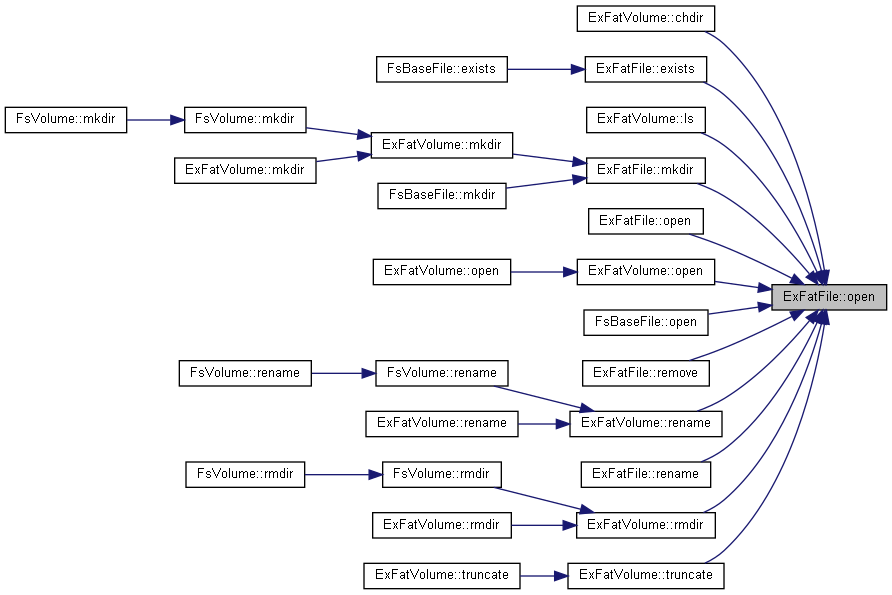 ExFatVolume::chdir
FsBaseFile::exists
ExFatFile::exists
FsVolume::mkdir
FsVolume::mkdir
ExFatVolume::ls
ExFatVolume::mkdir
ExFatVolume::mkdir
ExFatFile::mkdir
FsBaseFile::mkdir
ExFatFile::open
ExFatVolume::open
ExFatVolume::open
ExFatFile::open
FsBaseFile::open
FsVolume::rename
FsVolume::rename
ExFatFile::remove
ExFatVolume::rename
ExFatVolume::rename
FsVolume::rmdir
FsVolume::rmdir
ExFatFile::rename
ExFatVolume::rmdir
ExFatVolume::rmdir
ExFatVolume::truncate
ExFatVolume::truncate